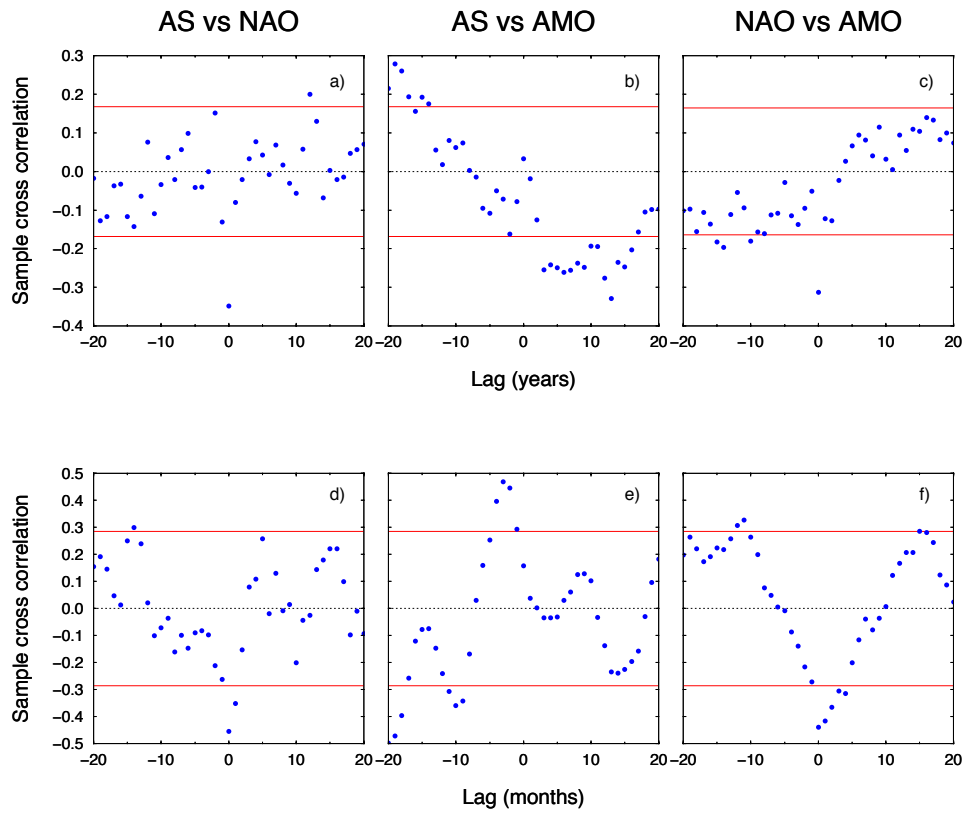 AS vs NAO AS vs AMO NAO vs AMO
Sample cross correlation
0.3
0.2
0.1
0.0
−0.1
−0.2
−0.3
−0.4
a) b) c)
−20 −10 0 10 20 −20 −10 0 10 20 −20 −10 0 10 20
Lag (years)
Sample cross correlation
0.5
0.4
0.3
0.2
0.1
0.0
−0.1
−0.2
−0.3
−0.4
−0.5
d) e) f)
−20 −10 0 10 20 −20 −10 0 10 20 −20 −10 0 10 20
Lag (months)